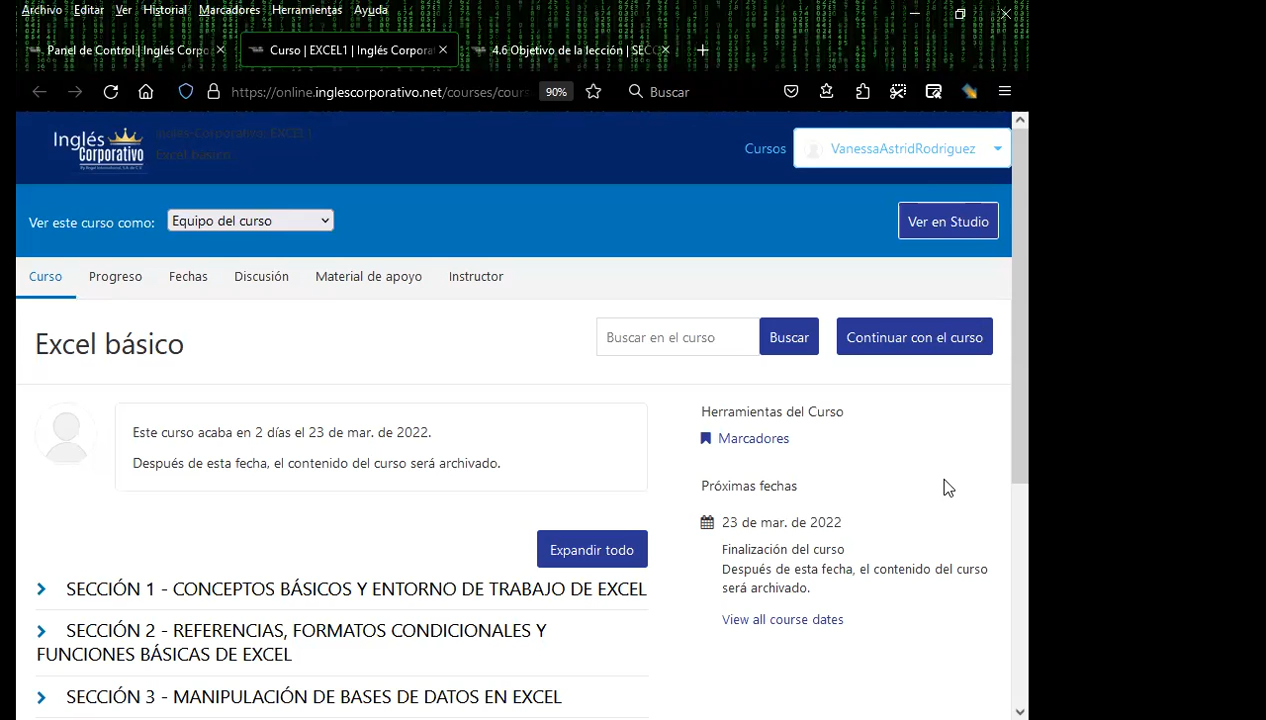 Archivo Editar Ver Historial Marcadores Herramientas Ayuda
Panel de Control | Inglés Corpo
Curso | EXCEL1 | Inglés Corporat
4.6 Objetivo de la lección | SECC
https://online.inglescorporativo.net/courses/cours
90%
Buscar
Inglés Corporativo
Inglés-Corporativo: EXCEL1
Excel básico
Cursos
VanessaAstridRodriguez
Ver este curso como:
Equipo del curso
Ver en Studio
Curso Progreso Fechas Discusión Material de apoyo Instructor
Excel básico
Buscar en el curso
Buscar
Continuar con el curso
Este curso acaba en 2 días el 23 de mar. de 2022.
Después de esta fecha, el contenido del curso será archivado.
Herramientas del Curso
Marcadores
Próximas fechas
23 de mar. de 2022
Finalización del curso
Después de esta fecha, el contenido del curso
será archivado.
View all course dates
Expandir todo
SECCIÓN 1 - CONCEPTOS BÁSICOS Y ENTORNO DE TRABAJO DE EXCEL
SECCIÓN 2 - REFERENCIAS, FORMATOS CONDICIONALES Y
FUNCIONES BÁSICAS DE EXCEL
SECCIÓN 3 - MANIPULACIÓN DE BASES DE DATOS EN EXCEL